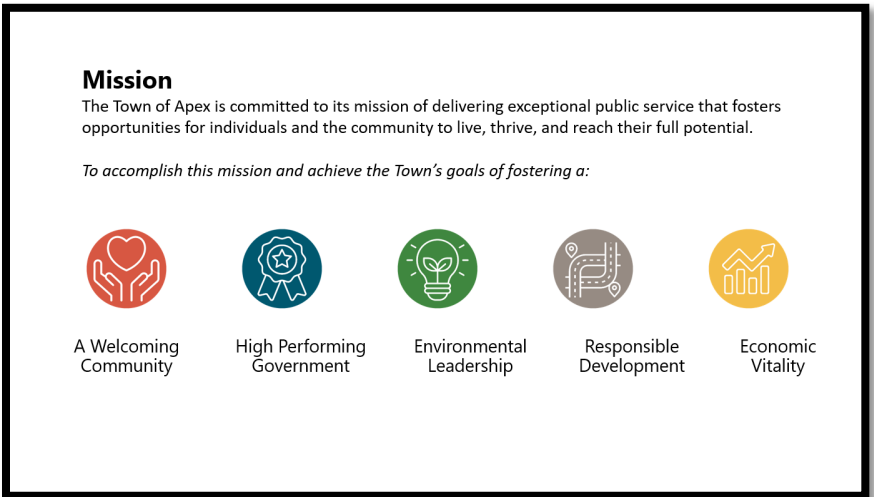 Mission
The Town of Apex is committed to its mission of delivering exceptional public service that fosters
opportunities for individuals and the community to live, thrive, and reach their full potential.
To accomplish this mission and achieve the Town’s goals of fostering a:
A Welcoming
Community
High Performing
Government
Environmental
Leadership
Responsible
Development
Economic
Vitality